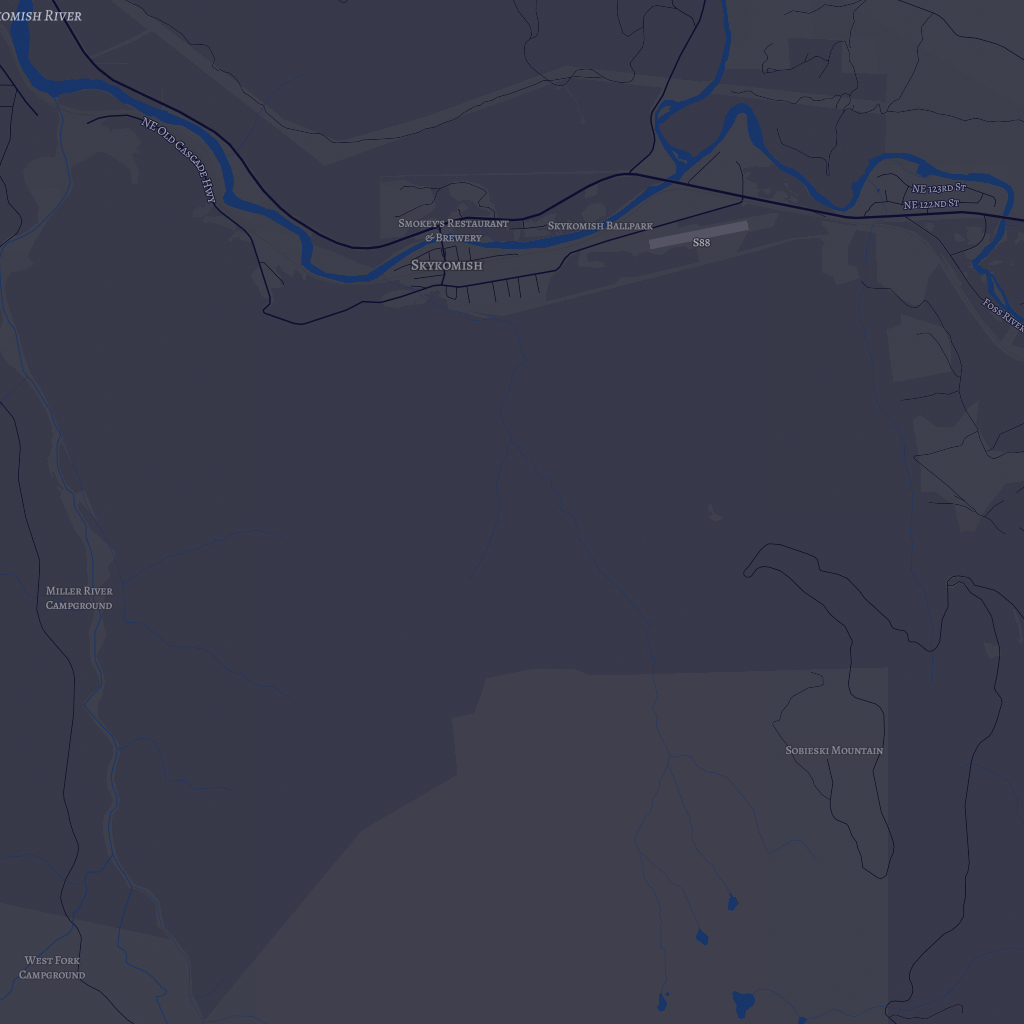 OMISH RIVER
NE OLD CASCADE HWY
NE 123RD ST
NE 122ND ST
SMOKEY'S RESTAURANT
& BREWERY
SKYKOMISH BALLPARK
S88
SKYKOMISH
FOSS RIVER
MILLER RIVER
CAMPGROUND
SOBIESKI MOUNTAIN
WEST FORK
CAMPGROUND